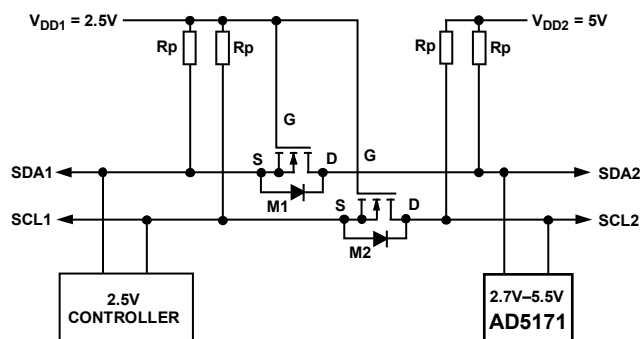 VDD1 = 2.5V
VDD2 = 5V
Rp
Rp
Rp
Rp
G
S
D
G
SDA1
SDA2
M1
S
D
SCL1
SCL2
M2
2.5V
CONTROLLER
2.7V–5.5V
AD5171